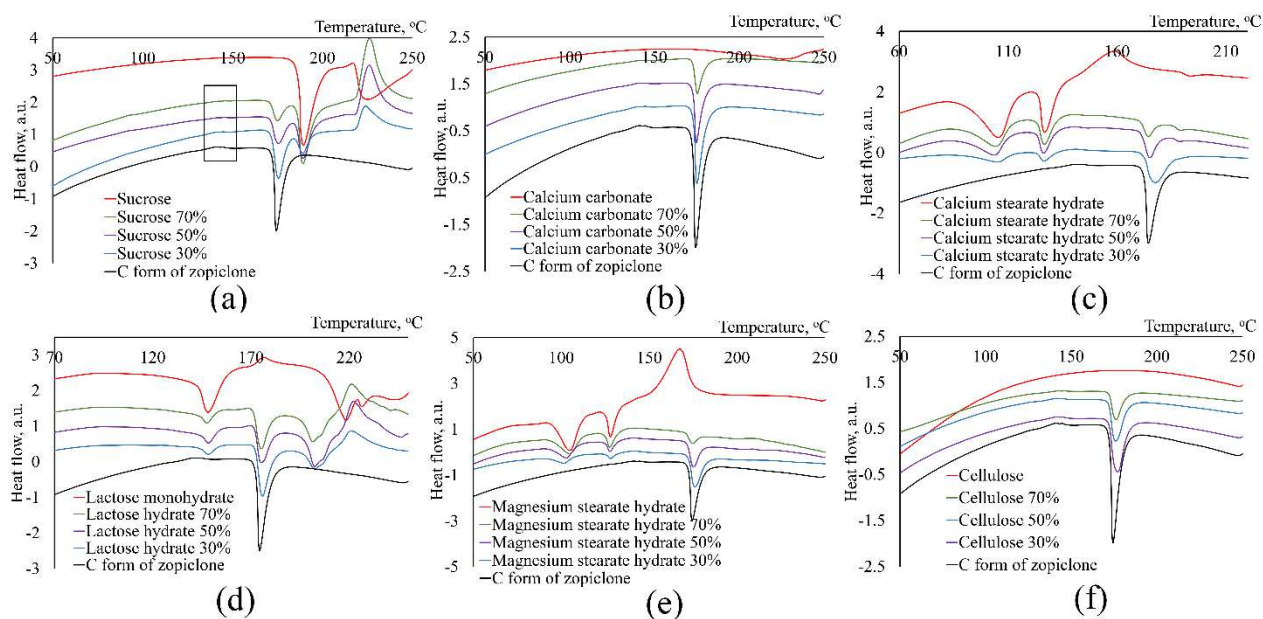 Temperature, °C
50 100 150 200 250
4
3
2
1
0
-1
-2
-3
Heat flow, a.u.
Sucrose
Sucrose 70%
Sucrose 50%
Sucrose 30%
C form of zopiclone
(a)
Temperature, °C
50 100 150 200 250
2.5
1.5
0.5
-0.5
-1.5
-2.5
Heat flow, a.u.
Calcium carbonate
Calcium carbonate 70%
Calcium carbonate 50%
Calcium carbonate 30%
C form of zopiclone
(b)
Temperature, °C
60 110 160 210
4
2
0
-2
-4
Heat flow, a.u.
Calcium stearate hydrate
Calcium stearate hydrate 70%
Calcium stearate hydrate 50%
Calcium stearate hydrate 30%
C form of zopiclone
(c)
Temperature, °C
70 120 170 220
3
2
1
0
-1
-2
-3
Heat flow, a.u.
Lactose monohydrate
Lactose hydrate 70%
Lactose hydrate 50%
Lactose hydrate 30%
C form of zopiclone
(d)
Temperature, °C
50 100 150 200 250
5
3
1
-1
-3
-5
Heat flow, a.u.
Magnesium stearate hydrate
Magnesium stearate hydrate 70%
Magnesium stearate hydrate 50%
Magnesium stearate hydrate 30%
C form of zopiclone
(e)
Temperature, °C
50 100 150 200 250
2.5
1.5
0.5
-0.5
-1.5
-2.5
Heat flow, a.u.
Cellulose
Cellulose 70%
Cellulose 50%
Cellulose 30%
C form of zopiclone
(f)